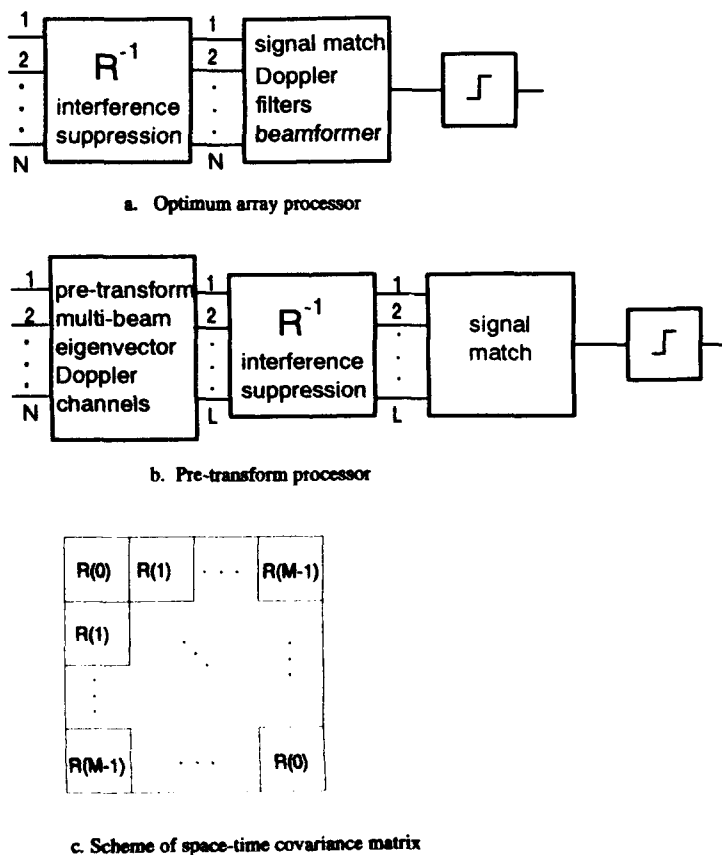 1
2
N
R⁻¹
interference
suppression
1
2
N
signal match
Doppler
filters
beamformer
a. Optimum array processor
1
2
N
pre-transform
multi-beam
eigenvector
Doppler
channels
1
2
L
R⁻¹
interference
suppression
1
2
L
signal
match
b. Pre-transform processor
R(0) R(1) · · · R(M-1)
R(1)
R(M-1) · · · R(0)
c. Scheme of space-time covariance matrix